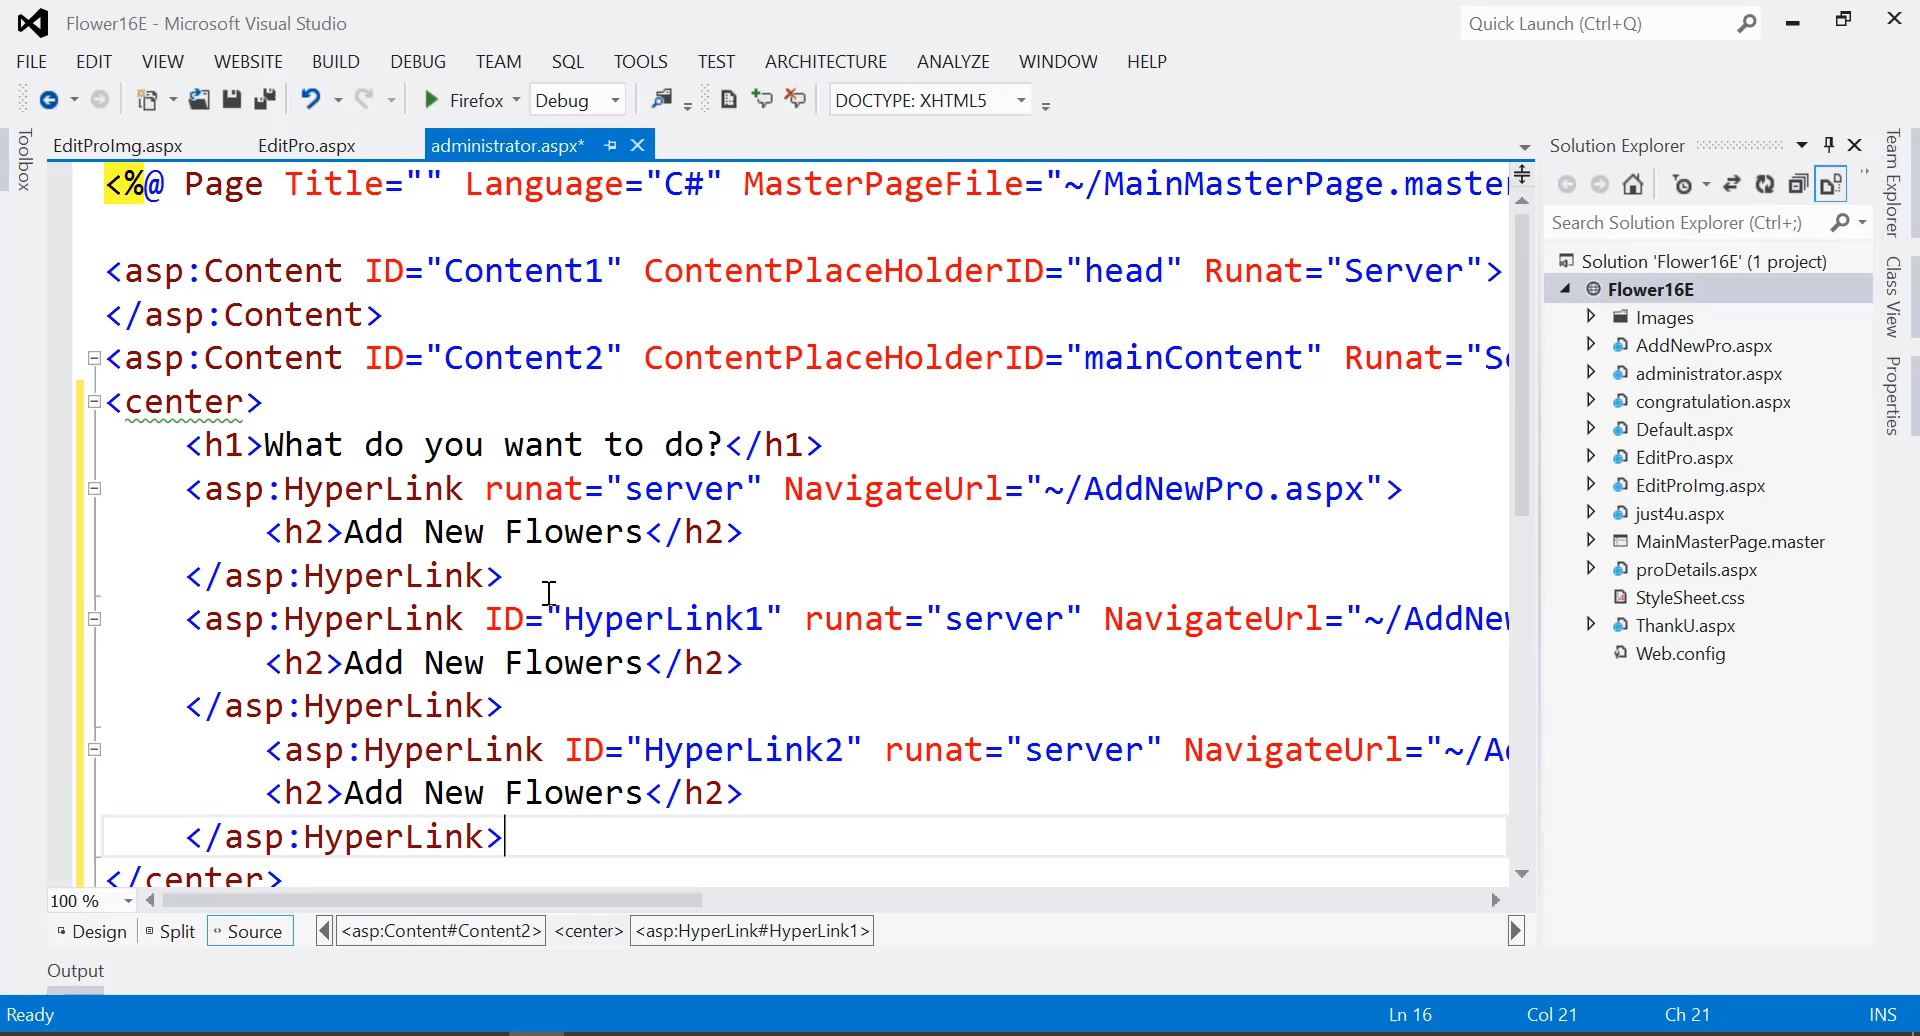 Flower16E - Microsoft Visual Studio
Quick Launch (Ctrl+Q)
FILE EDIT VIEW WEBSITE BUILD DEBUG TEAM SQL TOOLS TEST ARCHITECTURE ANALYZE WINDOW HELP
Firefox Debug DOCTYPE: XHTML5
Toolbox
EditProImg.aspx EditPro.aspx administrator.aspx*
<%@ Page Title="" Language="C#" MasterPageFile="~/MainMasterPage.master
<asp:Content ID="Content1" ContentPlaceHolderID="head" Runat="Server">
</asp:Content>
<asp:Content ID="Content2" ContentPlaceHolderID="mainContent" Runat="Se
<center>
<h1>What do you want to do?</h1>
<asp:HyperLink runat="server" NavigateUrl="~/AddNewPro.aspx">
<h2>Add New Flowers</h2>
</asp:HyperLink>
<asp:HyperLink ID="HyperLink1" runat="server" NavigateUrl="~/AddNew
<h2>Add New Flowers</h2>
</asp:HyperLink>
<asp:HyperLink ID="HyperLink2" runat="server" NavigateUrl="~/Ad
<h2>Add New Flowers</h2>
</asp:HyperLink>
</center>
100 %
Design Split Source <asp:Content#Content2> <center> <asp:HyperLink#HyperLink1>
Output
Solution Explorer
Search Solution Explorer (Ctrl+;)
Solution 'Flower16E' (1 project)
Flower16E
Images
AddNewPro.aspx
administrator.aspx
congratulation.aspx
Default.aspx
EditPro.aspx
EditProImg.aspx
just4u.aspx
MainMasterPage.master
proDetails.aspx
StyleSheet.css
ThankU.aspx
Web.config
Team Explorer
Class View
Properties
Ready Ln 16 Col 21 Ch 21 INS